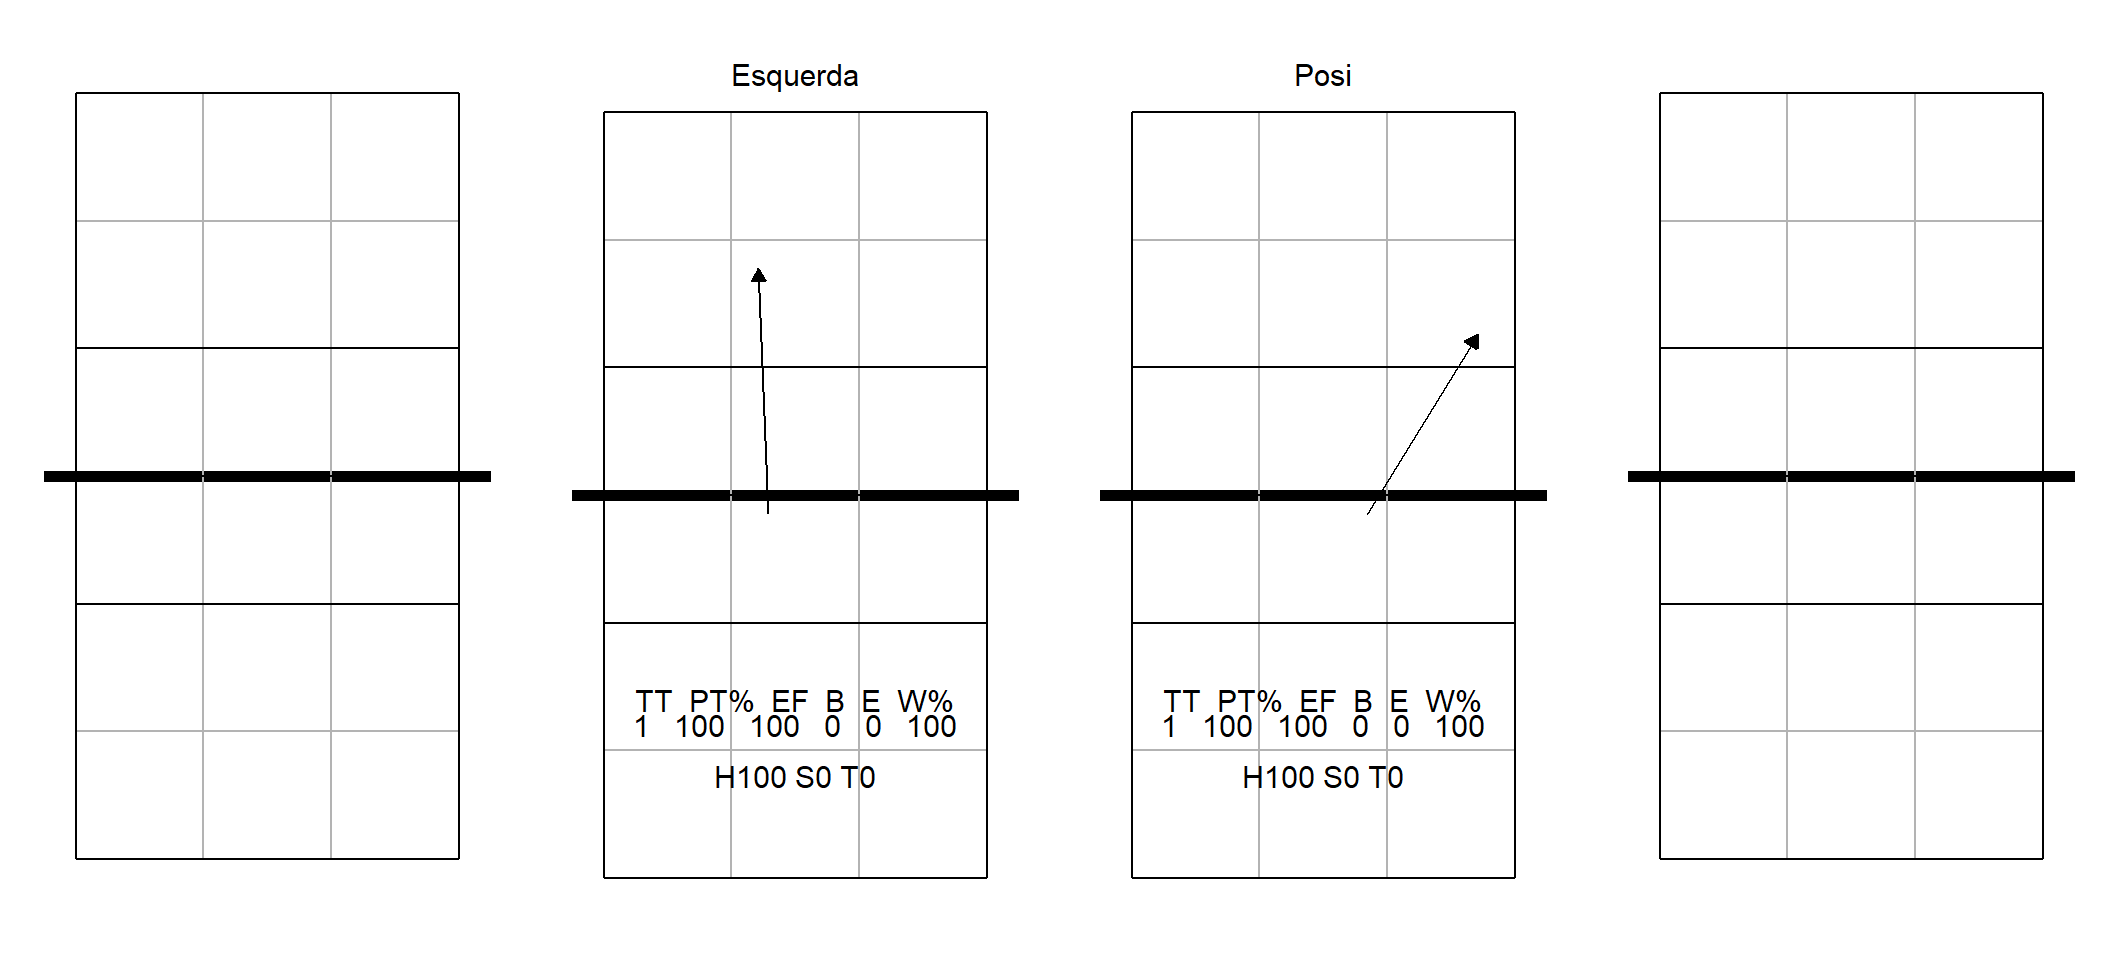 Esquerda
TT PT% EF B E W%
1 100 100 0 0 100
H100 S0 T0
Posi
TT PT% EF B E W%
1 100 100 0 0 100
H100 S0 T0